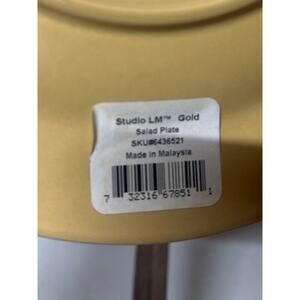 Studio LM™ Gold
Salad Plate
SKU#6436521
Made in Malaysia
7 32316 67851 1